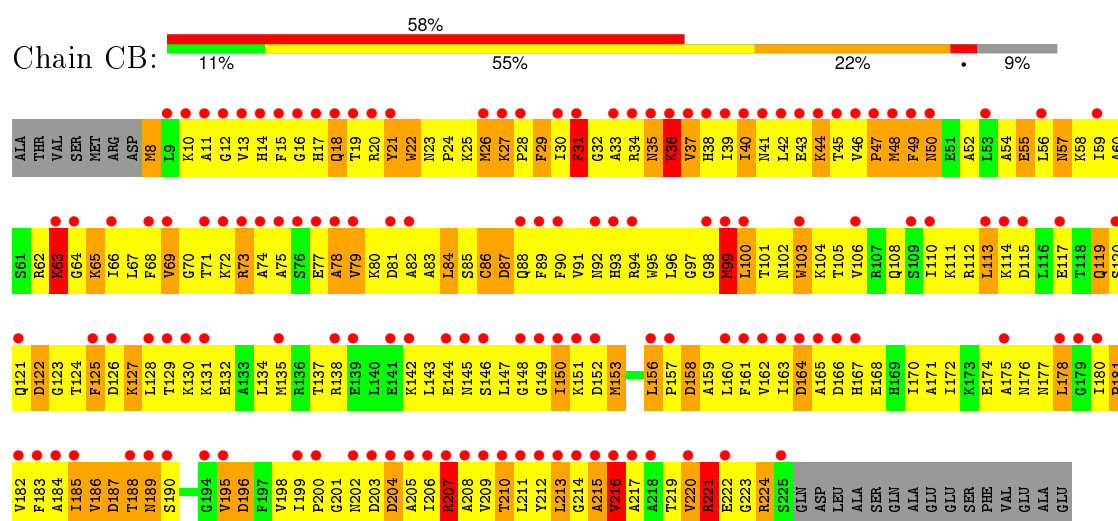 58%
Chain CB:
11% 55% 22% • 9%
ALA THR VAL SER MET ARG ASP M8 L9 K10 A11 G12 V13 H14 F15 G16 H17 Q18 T19 R20 Y21 W22 N23 P24 K25 M26 K27 P28 F29 I30 F31 G32 A33 R34 N35 K36 V37 H38 I39 I40 N41 L42 E43 K44 T45 V46 P47 M48 F49 N50 E51 A52 L53 A54 E55 L56 N57 K58 I59 A60
S61 R62 K63 G64 K65 I66 L67 F68 V69 G70 T71 K72 R73 A74 A75 S76 E77 A78 V79 K80 D81 A82 A83 L84 S85 C86 D87 Q88 F89 F90 V91 N92 H93 R94 W95 L96 G97 G98 M99 L100 T101 N102 W103 K104 T105 V106 R107 Q108 S109 I110 K111 R112 L113 K114 D115 L116 E117 T118 Q119 S120
Q121 D122 G123 T124 F125 D126 K127 L128 T129 K130 K131 E132 A133 L134 M135 R136 T137 R138 E139 L140 E141 K142 L143 E144 N145 S146 L147 G148 G149 I150 K151 D152 M153 L156 P157 D158 A159 L160 F161 V162 I163 D164 A165 D166 H167 E168 H169 I170 A171 I172 K173 E174 A175 N176 N177 L178 G179 I180 P181
V182 F183 A184 I185 V186 D187 T188 N189 S190 G194 V195 D196 F197 V198 I199 P200 G201 N202 D203 D204 A205 I206 R207 A208 V209 T210 L211 Y212 L213 G214 A215 V216 A217 A218 T219 V220 R221 E222 G223 R224 S225 GLN ASP LEU ALA SER GLN ALA GLU GLU SER PHE VAL GLU ALA GLU